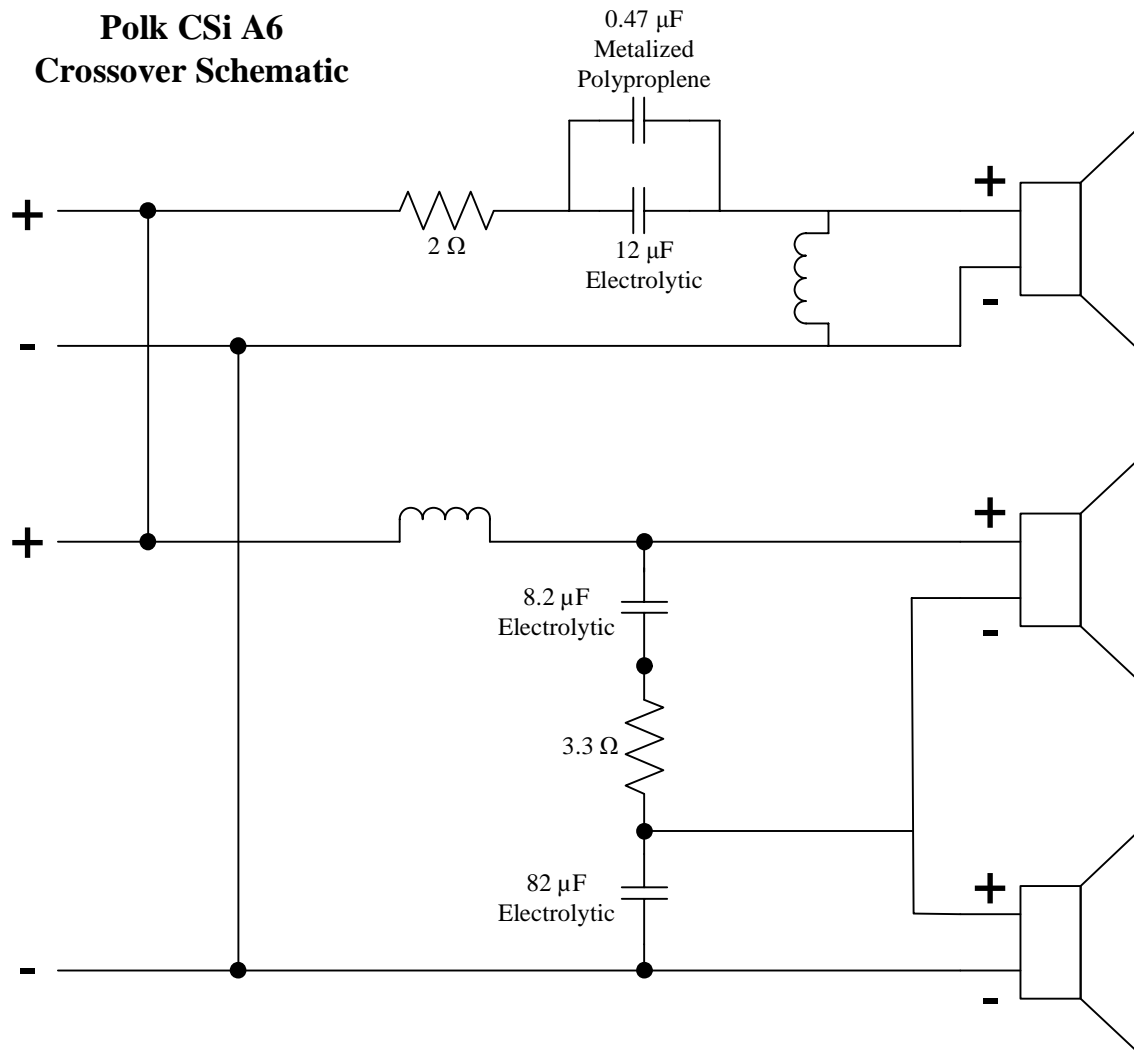 Polk CSi A6
Crossover Schematic
0.47 µF
Metalized
Polyproplene
+
+
2 Ω
12 µF
Electrolytic
-
-
+
+
8.2 µF
Electrolytic
-
3.3 Ω
82 µF
Electrolytic
+
-
-